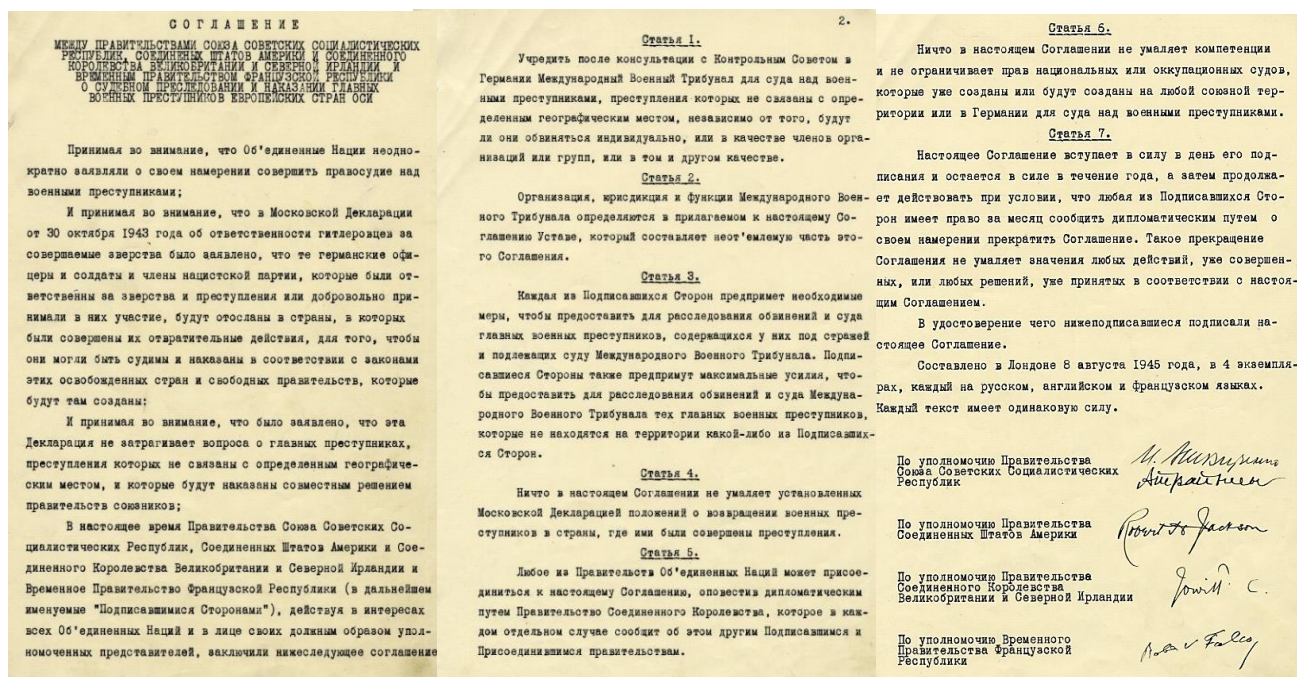 СОГЛАШЕНИЕ
МЕЖДУ ПРАВИТЕЛЬСТВАМИ СОЮЗА СОВЕТСКИХ СОЦИАЛИСТИЧЕСКИХ
РЕСПУБЛИК, СОЕДИНЕНЫХ ШТАТОВ АМЕРИКИ И СОЕДИНЕННОГО
КОРОЛЕВСТВА ВЕЛИКОБРИТАНИИ И СЕВЕРНОЙ ИРЛАНДИИ И
ВРЕМЕННЫМ ПРАВИТЕЛЬСТВОМ ФРАНЦУЗСКОЙ РЕСПУБЛИКИ
О СУДЕБНОМ ПРЕСЛЕДОВАНИИ И НАКАЗАНИИ ГЛАВНЫХ
ВОЕННЫХ ПРЕСТУПНИКОВ ЕВРОПЕЙСКИХ СТРАН ОСИ
Принимая во внимание, что Об'единенные Нации неодно-
кратно заявляли о своем намерении совершить правосудие над
военными преступниками;
И принимая во внимание, что в Московской Декларации
от 30 октября 1943 года об ответственности гитлеровцев за
совершаемые зверства было заявлено, что те германские офи-
церы и солдаты и члены нацистской партии, которые были от-
ветственны за зверства и преступления или добровольно при-
нимали в них участие, будут отосланы в страны, в которых
были совершены их отвратительные действия, для того, чтобы
они могли быть судимы и наказаны в соответствии с законами
этих освобожденных стран и свободных правительств, которые
будут там созданы;
И принимая во внимание, что было заявлено, что эта
Декларация не затрагивает вопроса о главных преступниках,
преступления которых не связаны с определенным географиче-
ским местом, и которые будут наказаны совместным решением
правительств союзников;
В настоящее время Правительства Союза Советских Со-
циалистических Республик, Соединенных Штатов Америки и Сое-
диненного Королевства Великобритании и Северной Ирландии и
Временное Правительство Французской Республики (в дальнейшем
именуемые "Подписавшимися Сторонами"), действуя в интересах
всех Об'единенных Наций и в лице своих должным образом упол-
номоченных представителей, заключили нижеследующее соглашение
2.
Статья 1.
Учредить после консультации с Контрольным Советом в
Германии Международный Военный Трибунал для суда над воен-
ными преступниками, преступления которых не связаны с опре-
деленным географическим местом, независимо от того, будут
ли они обвиняться индивидуально, или в качестве членов орга-
низаций или групп, или в том и другом качестве.
Статья 2.
Организация, юрисдикция и функции Международного Воен-
ного Трибунала определяются в прилагаемом к настоящему Со-
глашению Уставе, который составляет неот'емлемую часть это-
го Соглашения.
Статья 3.
Каждая из Подписавшихся Сторон предпримет необходимые
меры, чтобы предоставить для расследования обвинений и суда
главных военных преступников, содержащихся у них под стражей
и подлежащих суду Международного Военного Трибунала. Подпи-
савшиеся Стороны также предпримут максимальные усилия, что-
бы предоставить для расследования обвинений и суда Междуна-
родного Военного Трибунала тех главных военных преступников,
которые не находятся на территории какой-либо из Подписавших-
ся Сторон.
Статья 4.
Ничто в настоящем Соглашении не умаляет установленных
Московской Декларацией положений о возвращении военных пре-
ступников в страны, где ими были совершены преступления.
Статья 5.
Любое из Правительств Об'единенных Наций может присое-
диниться к настоящему Соглашению, оповестив дипломатическим
путем Правительство Соединенного Королевства, которое в каж-
дом отдельном случае сообщит об этом другим Подписавшимся и
Присоединившимся правительствам.
Статья 6.
Ничто в настоящем Соглашении не умаляет компетенции
и не ограничивает прав национальных или оккупационных судов,
которые уже созданы или будут созданы на любой союзной тер-
ритории или в Германии для суда над военными преступниками.
Статья 7.
Настоящее Соглашение вступает в силу в день его под-
писания и остается в силе в течение года, а затем продолжа-
ет действовать при условии, что любая из Подписавшихся Сто-
рон имеет право за месяц сообщить дипломатическим путем о
своем намерении прекратить Соглашение. Такое прекращение
Соглашения не умаляет значения любых действий, уже совершен-
ных, или любых решений, уже принятых в соответствии с настоя-
щим Соглашением.
В удостоверение чего нижеподписавшиеся подписали на-
стоящее Соглашение.
Составлено в Лондоне 8 августа 1945 года, в 4 экземпля-
рах, каждый на русском, английском и французском языках.
Каждый текст имеет одинаковую силу.
По уполномочию Правительства
Союза Советских Социалистических
Республик
По уполномочию Правительства
Соединенных Штатов Америки
Robert H. Jackson
По уполномочию Правительства
Соединенного Королевства
Великобритании и Северной Ирландии
Jowitt C.
По уполномочию Временного
Правительства Французской
Республики
Falco